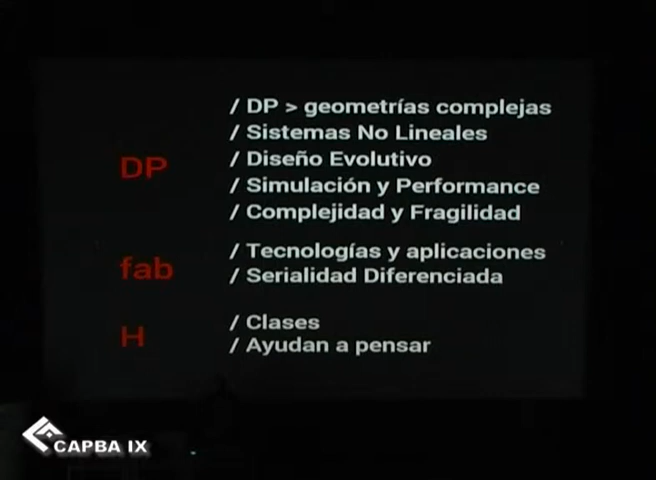 DP
/ DP > geometrías complejas
/ Sistemas No Lineales
/ Diseño Evolutivo
/ Simulación y Performance
/ Complejidad y Fragilidad
fab
/ Tecnologías y aplicaciones
/ Serialidad Diferenciada
H
/ Clases
/ Ayudan a pensar
CAPBA IX